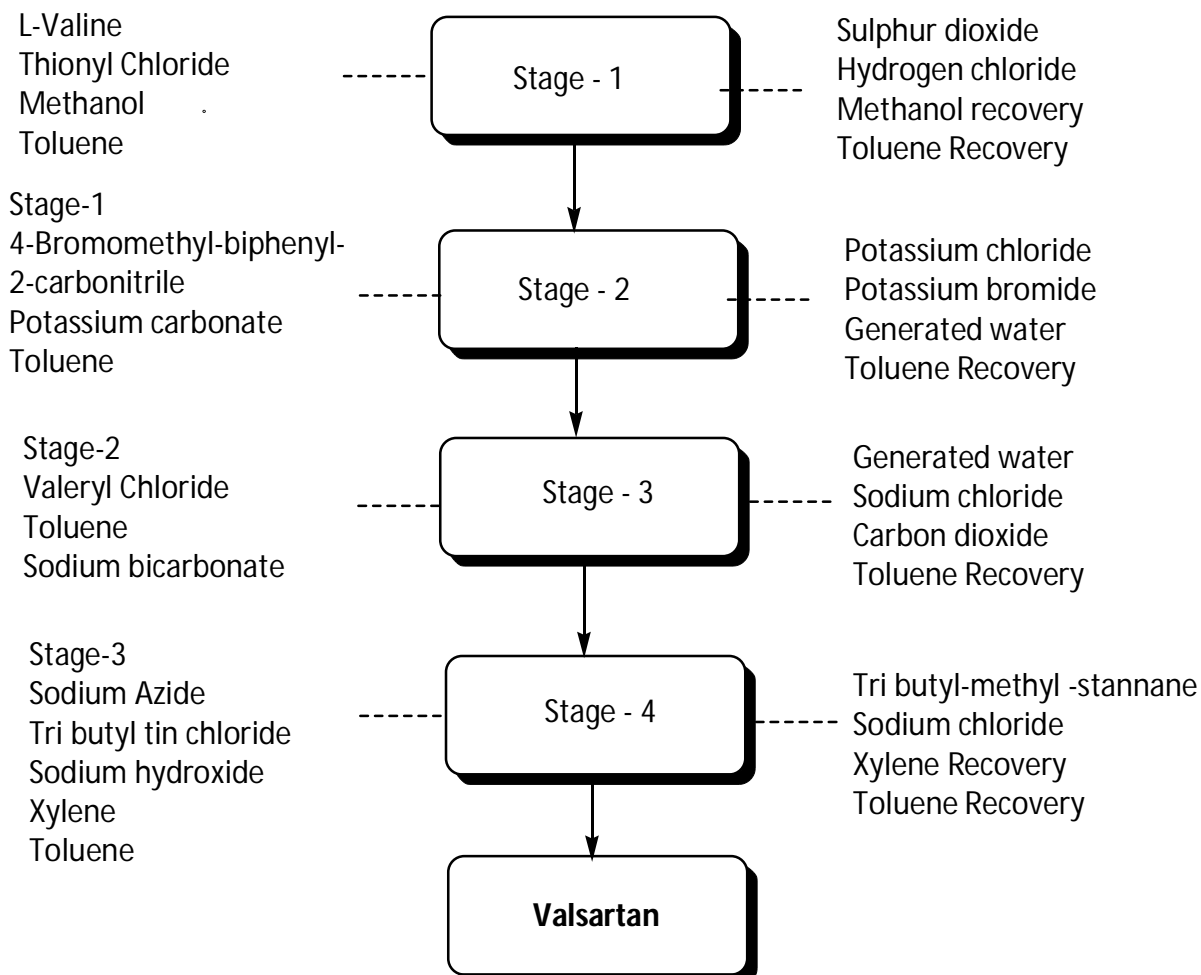 L-Valine
Thionyl Chloride
Methanol
Toluene
Stage - 1
Sulphur dioxide
Hydrogen chloride
Methanol recovery
Toluene Recovery
Stage-1
4-Bromomethyl-biphenyl-
2-carbonitrile
Potassium carbonate
Toluene
Stage - 2
Potassium chloride
Potassium bromide
Generated water
Toluene Recovery
Stage-2
Valeryl Chloride
Toluene
Sodium bicarbonate
Stage - 3
Generated water
Sodium chloride
Carbon dioxide
Toluene Recovery
Stage-3
Sodium Azide
Tri butyl tin chloride
Sodium hydroxide
Xylene
Toluene
Stage - 4
Tri butyl-methyl -stannane
Sodium chloride
Xylene Recovery
Toluene Recovery
Valsartan